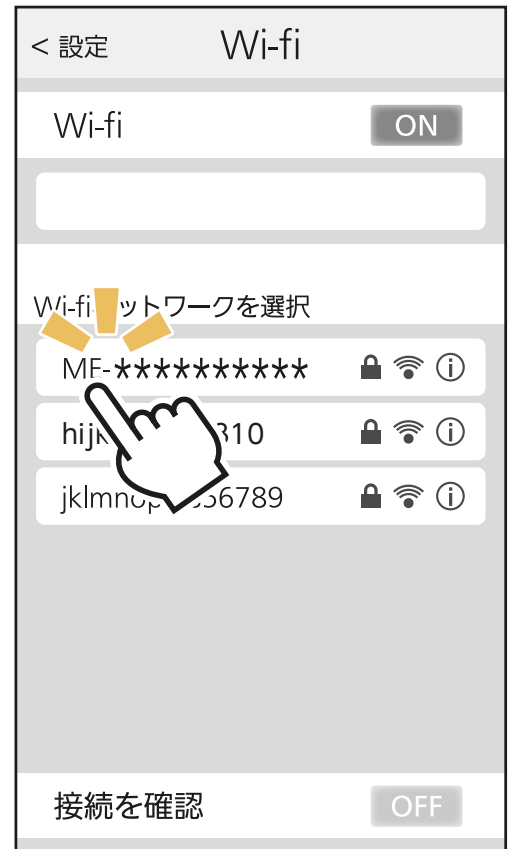 < 設定 Wi-fi
Wi-fi ON
Wi-fi ットワークを選択
MF-**********
hijk 310
jklmnop 56789
接続を確認 OFF